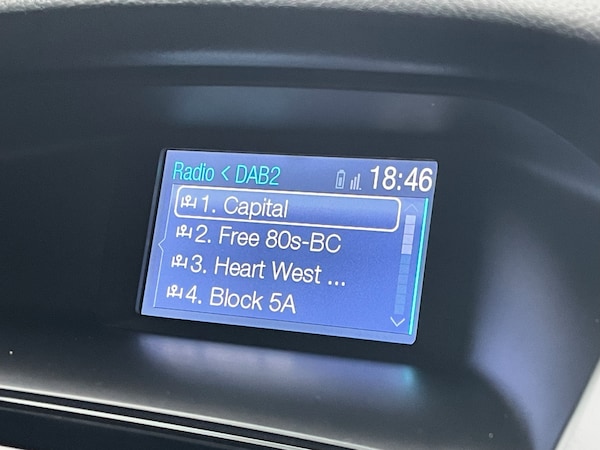 Radio < DAB2 18:46
1. Capital
2. Free 80s-BC
3. Heart West ...
4. Block 5A